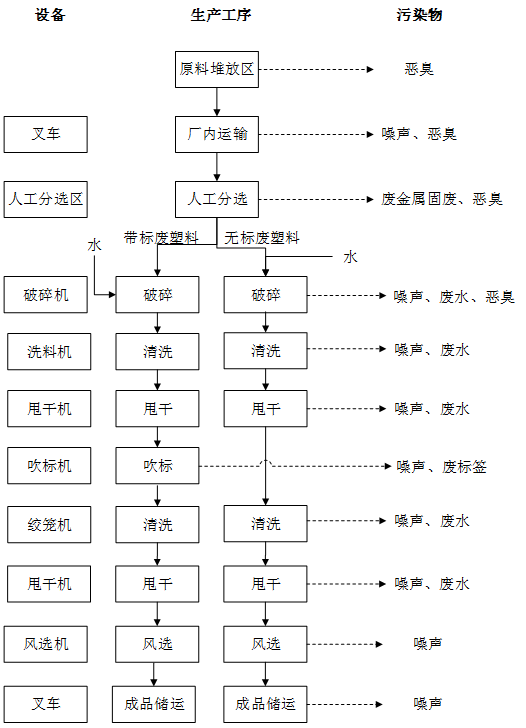 设备 生产工序 污染物
原料堆放区 恶臭
叉车 厂内运输 噪声、恶臭
人工分选区 人工分选 废金属固废、恶臭
带标废塑料 无标废塑料
水 水
破碎机 破碎 破碎 噪声、废水、恶臭
洗料机 清洗 清洗 噪声、废水
甩干机 甩干 甩干 噪声、废水
吹标机 吹标 噪声、废标签
绞笼机 清洗 清洗 噪声、废水
甩干机 甩干 甩干 噪声、废水
风选机 风选 风选 噪声
叉车 成品储运 成品储运 噪声